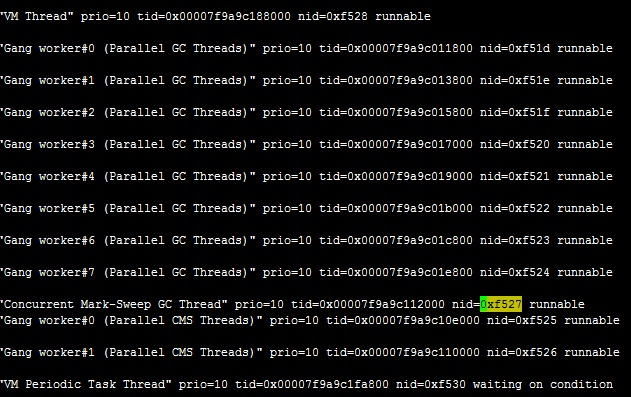 "VM Thread" prio=10 tid=0x00007f9a9c188000 nid=0xf528 runnable
"Gang worker#0 (Parallel GC Threads)" prio=10 tid=0x00007f9a9c011800 nid=0xf51d runnable
"Gang worker#1 (Parallel GC Threads)" prio=10 tid=0x00007f9a9c013800 nid=0xf51e runnable
"Gang worker#2 (Parallel GC Threads)" prio=10 tid=0x00007f9a9c015800 nid=0xf51f runnable
"Gang worker#3 (Parallel GC Threads)" prio=10 tid=0x00007f9a9c017000 nid=0xf520 runnable
"Gang worker#4 (Parallel GC Threads)" prio=10 tid=0x00007f9a9c019000 nid=0xf521 runnable
"Gang worker#5 (Parallel GC Threads)" prio=10 tid=0x00007f9a9c01b000 nid=0xf522 runnable
"Gang worker#6 (Parallel GC Threads)" prio=10 tid=0x00007f9a9c01c800 nid=0xf523 runnable
"Gang worker#7 (Parallel GC Threads)" prio=10 tid=0x00007f9a9c01e800 nid=0xf524 runnable
"Concurrent Mark-Sweep GC Thread" prio=10 tid=0x00007f9a9c112000 nid=0xf527 runnable
"Gang worker#0 (Parallel CMS Threads)" prio=10 tid=0x00007f9a9c10e000 nid=0xf525 runnable
"Gang worker#1 (Parallel CMS Threads)" prio=10 tid=0x00007f9a9c110000 nid=0xf526 runnable
"VM Periodic Task Thread" prio=10 tid=0x00007f9a9c1fa800 nid=0xf530 waiting on condition